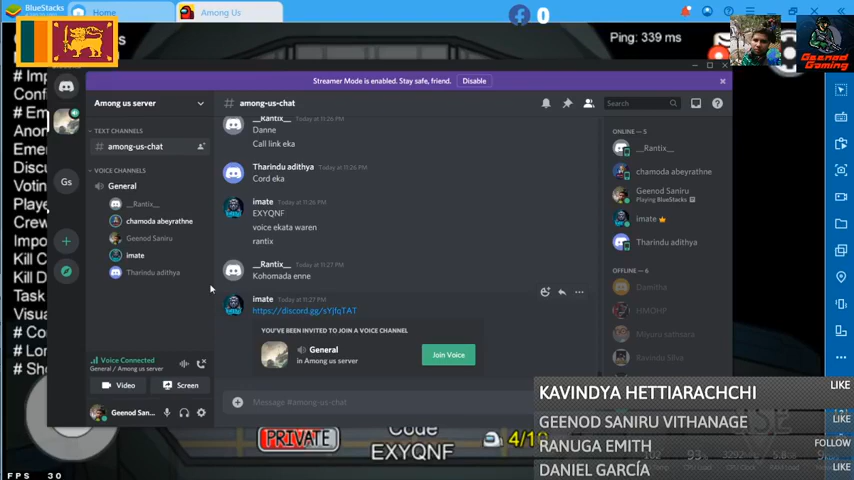 BlueStacks
Home
Among Us
0
Ping: 339 ms
Geenod
Gaming
Streamer Mode is enabled. Stay safe, friend.
Disable
Among us server
# among-us-chat
Search
TEXT CHANNELS
# among-us-chat
VOICE CHANNELS
General
__Rantix__
chamoda abeyrathne
Geenod Saniru
imate
Tharindu adithya
Gs
__Rantix__ Today at 11:26 PM
Danne
Call link eka
Tharindu adithya Today at 11:26 PM
Cord eka
imate Today at 11:26 PM
EXYQNF
voice ekata waren
rantix
__Rantix__ Today at 11:27 PM
Kohomada enne
imate Today at 11:27 PM
https://discord.gg/sYjfqTAT
YOU'VE BEEN INVITED TO JOIN A VOICE CHANNEL
General
in Among us server
Join Voice
Message #among-us-chat
ONLINE — 5
__Rantix__
chamoda abeyrathne
Geenod Saniru
Playing BlueStacks
imate
Tharindu adithya
OFFLINE — 6
Damitha
HMOHP
Miyuru sathsara
Ravindu Silva
Voice Connected
General / Among us server
Video
Screen
Geenod San...
# Imp
Confi
# Em
Anon
Emer
Discu
Votin
Playe
Crew
Impo
Kill C
Kill D
Task
Visua
# Co
# Lor
# Sho
PRIVATE
Code
EXYQNF
4/10
KAVINDYA HETTIARACHCHI LIKE
GEENOD SANIRU VITHANAGE LIKE
RANUGA EMITH FOLLOW
DANIEL GARCÍA LIKE
FPS 30